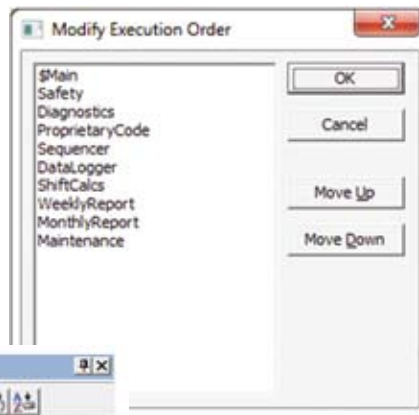 Modify Execution Order
$Main
Safety
Diagnostics
ProprietaryCode
Sequencer
DataLogger
ShiftCalcs
WeeklyReport
MonthlyReport
Maintenance
OK
Cancel
Move Up
Move Down